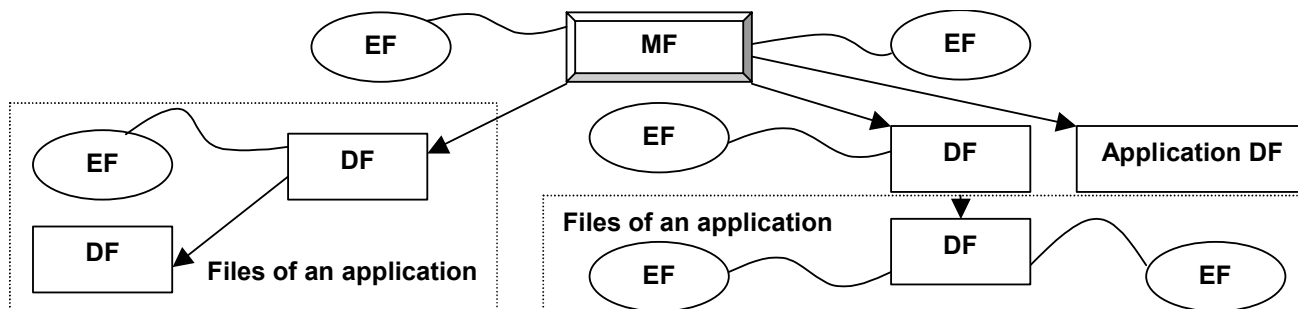 EF
MF
EF
EF
DF
EF
DF
Application DF
DF
Files of an application
Files of an application
DF
EF
EF